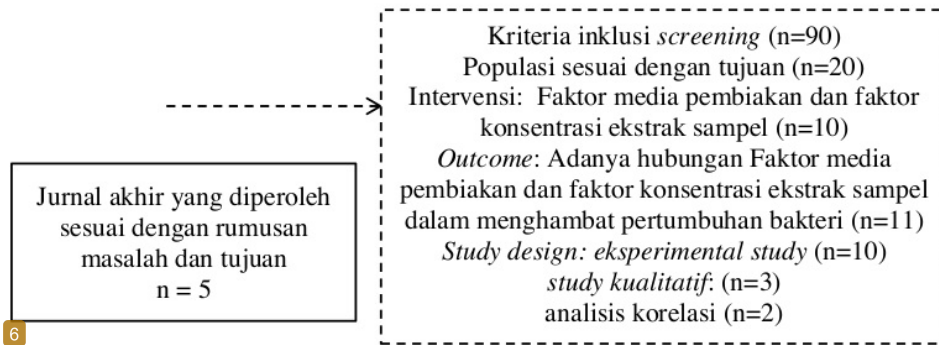 Kriteria inklusi screening (n=90)
Populasi sesuai dengan tujuan (n=20)
Intervensi: Faktor media pembiakan dan faktor
konsentrasi ekstrak sampel (n=10)
Outcome: Adanya hubungan Faktor media
pembiakan dan faktor konsentrasi ekstrak sampel
dalam menghambat pertumbuhan bakteri (n=11)
Study design: eksperimental study (n=10)
study kualitatif: (n=3)
analisis korelasi (n=2)
Jurnal akhir yang diperoleh
sesuai dengan rumusan
masalah dan tujuan
n = 5
6